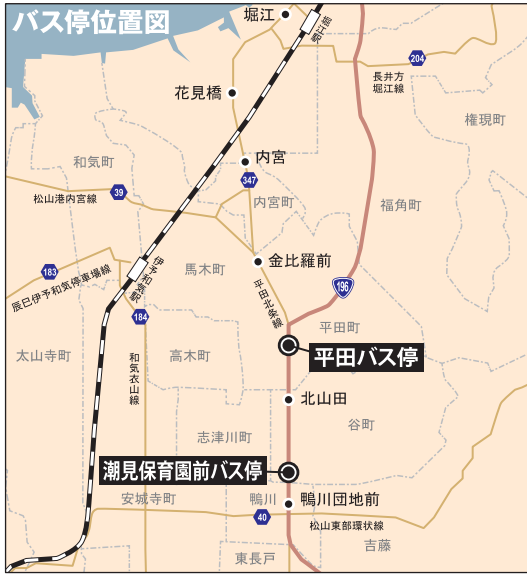 バス停位置図
堀江
堀江駅
204
長井方
堀江線
花見橋
権現町
和気町
内宮
347
39
松山港内宮線
内宮町
福角町
183
辰巳伊予和気停車場線
伊予和気駅
馬木町
金比羅前
196
平田北条線
184
平田町
太山寺町
和気衣山線
高木町
平田バス停
北山田
志津川町
谷町
潮見保育園前バス停
安城寺町
鴨川
鴨川団地前
40
松山東部環状線
吉藤
東長戸